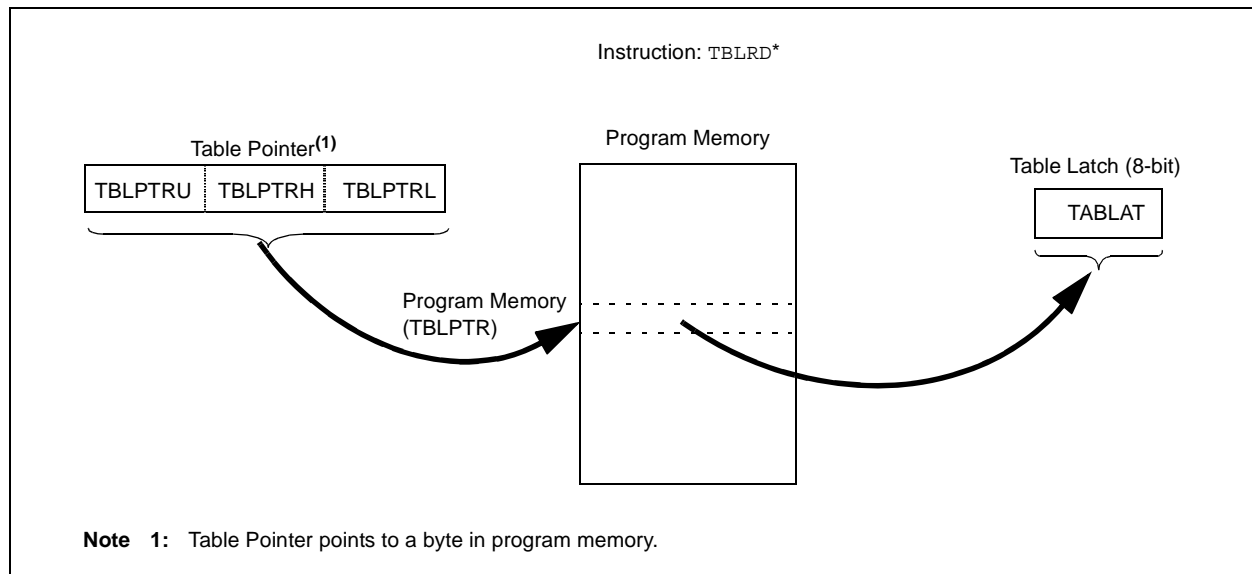 Instruction: TBLRD*
Table Pointer(1)
TBLPTRU TBLPTRH TBLPTRL
Program Memory
Table Latch (8-bit)
TABLAT
Program Memory
(TBLPTR)
Note 1: Table Pointer points to a byte in program memory.